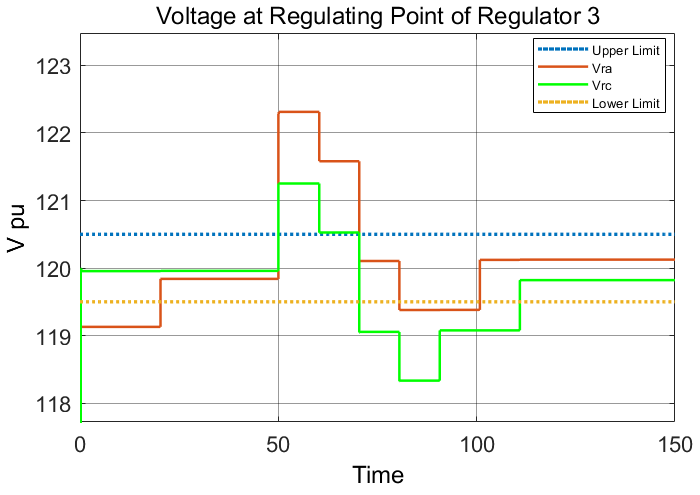 Voltage at Regulating Point of Regulator 3
Upper Limit
Vra
Vrc
Lower Limit
123
122
121
120
119
118
V pu
0
50
100
150
Time